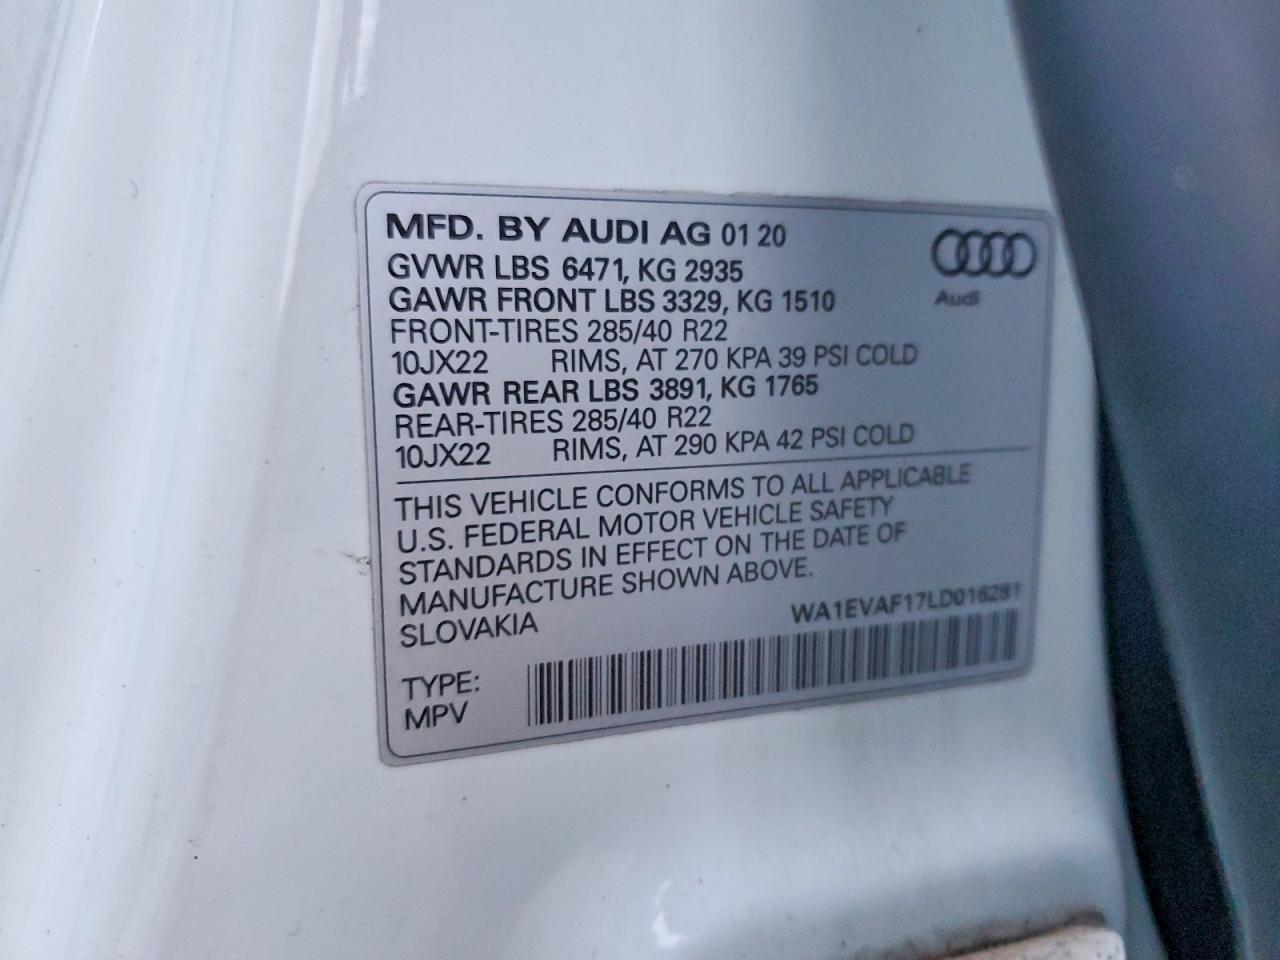 MFD. BY AUDI AG 01 20
GVWR LBS 6471, KG 2935
GAWR FRONT LBS 3329, KG 1510
FRONT-TIRES 285/40 R22
10JX22 RIMS, AT 270 KPA 39 PSI COLD
GAWR REAR LBS 3891, KG 1765
REAR-TIRES 285/40 R22
10JX22 RIMS, AT 290 KPA 42 PSI COLD
Audi
THIS VEHICLE CONFORMS TO ALL APPLICABLE
U.S. FEDERAL MOTOR VEHICLE SAFETY
STANDARDS IN EFFECT ON THE DATE OF
MANUFACTURE SHOWN ABOVE.
SLOVAKIA
WA1EVAF17LD016281
TYPE:
MPV